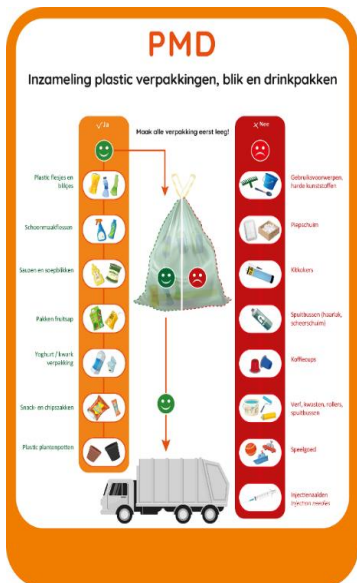 PMD
Inzameling plastic verpakkingen, blik en drinkpakken
Ja
Maak alle verpakking eerst leeg!
Nee
Plastic flesjes en
blikjes
Schoonmaakflessen
Sauzen en soepblikken
Pakken fruitsap
Yoghurt / kwark
verpakking
Snack- en chipszakken
Plastic plantenpotten
Gebruiksvoorwerpen,
harde kunststoffen
Piepschuim
Kitkokers
Spuitbussen (haarlak,
scheerschuim)
Koffiecups
Verf, kwasten, rollers,
spuitbussen
Speelgoed
Injectienaalden
Injection needles